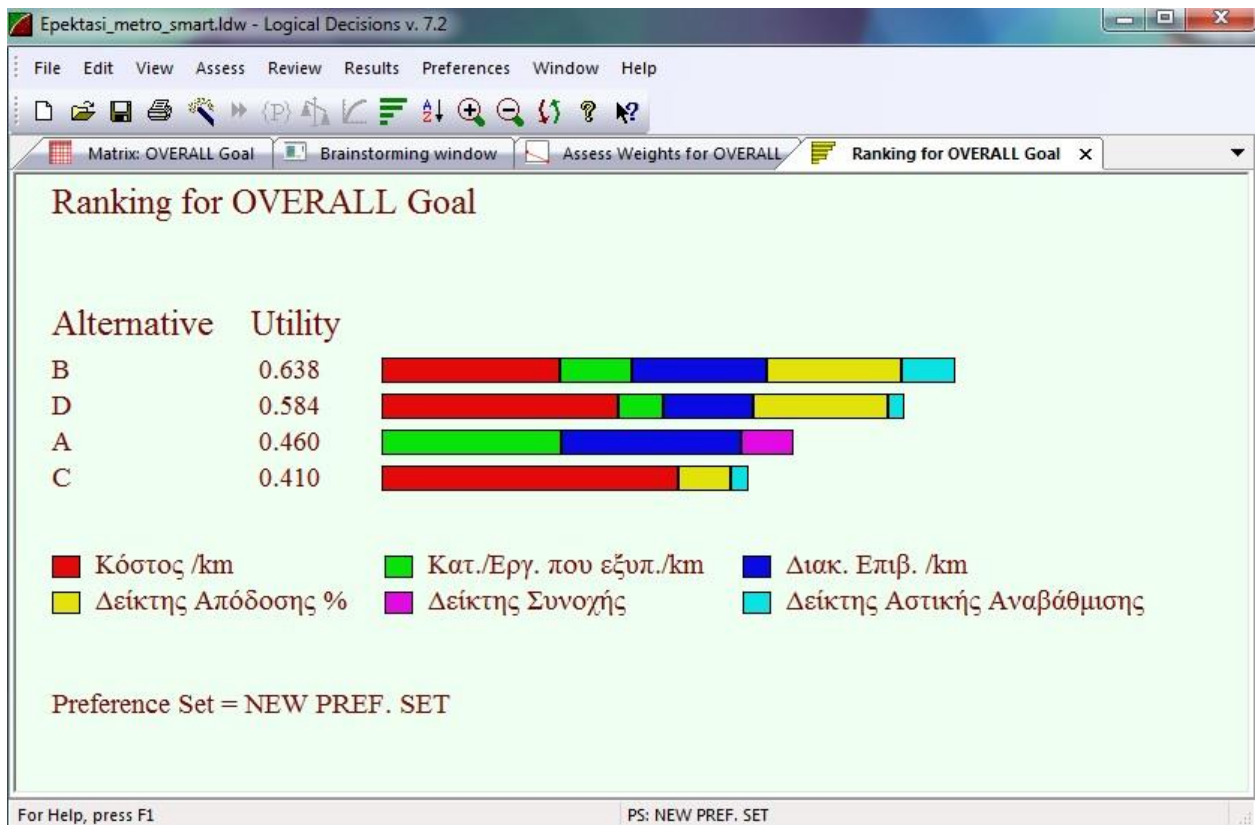 Epektasi_metro_smart.ldw - Logical Decisions v. 7.2
File Edit View Assess Review Results Preferences Window Help
Matrix: OVERALL Goal Brainstorming window Assess Weights for OVERALL Ranking for OVERALL Goal
Ranking for OVERALL Goal
Alternative Utility
B 0.638
D 0.584
A 0.460
C 0.410
Κόστος /km Κατ./Εργ. που εξυπ./km Διακ. Επιβ. /km
Δείκτης Απόδοσης % Δείκτης Συνοχής Δείκτης Αστικής Αναβάθμισης
Preference Set = NEW PREF. SET
For Help, press F1 PS: NEW PREF. SET